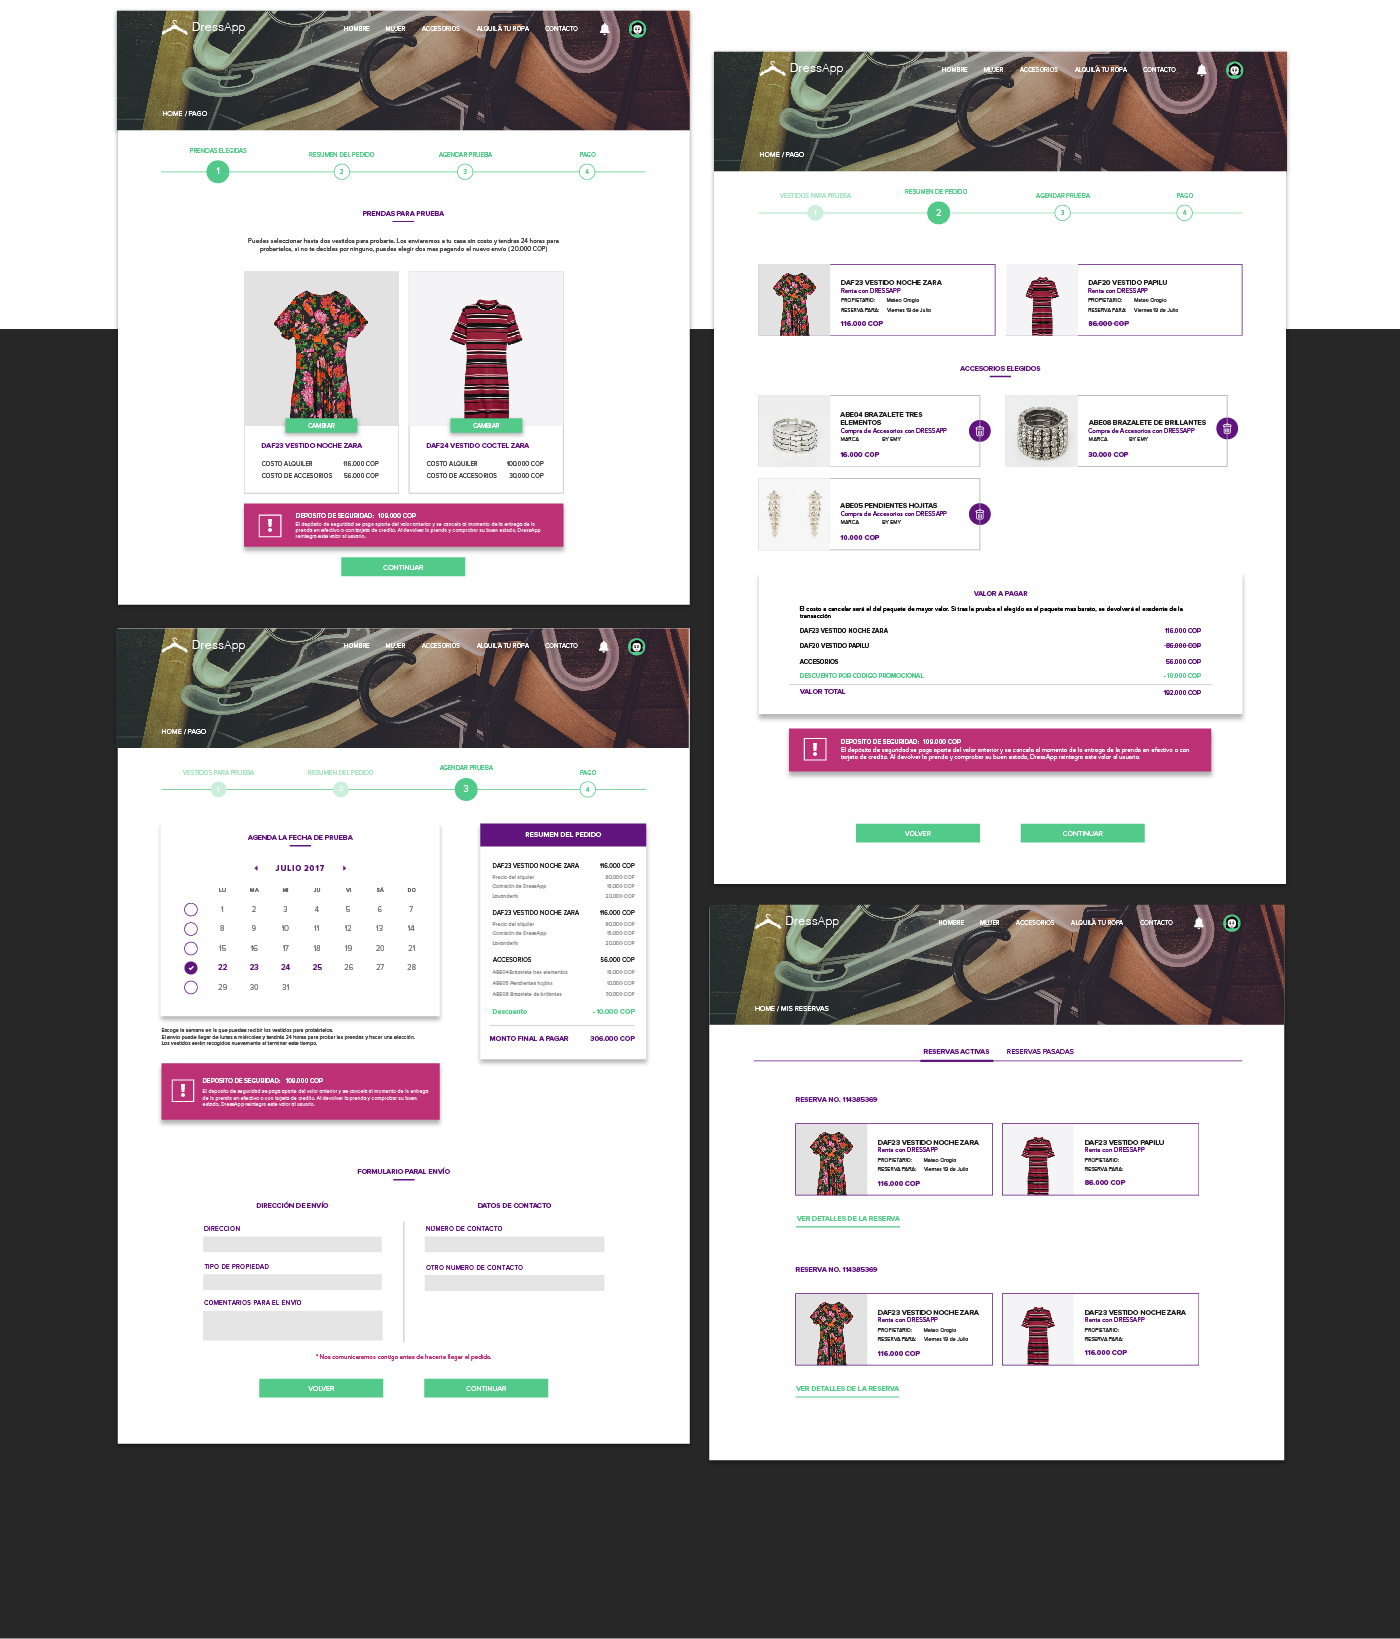 DressApp
HOMBRE MUJER ACCESORIOS ALQUILÁ TU ROPA CONTACTO
HOME / PAGO
PRENDAS ELEGIDAS RESUMEN DEL PEDIDO AGENDAR PRUEBA PAGO
1 2 3 4
PRENDAS PARA PRUEBA
Puedes seleccionar hasta dos vestidos para probarte. Los enviaremos a tu casa sin costo y tendras 24 horas para
probartelos, si no te decides por ninguno, puedes elegir dos mas pagando el nuevo envío (20.000 COP)
CAMBIAR CAMBIAR
DAF23 VESTIDO NOCHE ZARA
COSTO ALQUILER 116.000 COP
COSTO DE ACCESORIOS 56.000 COP
DAF24 VESTIDO COCTEL ZARA
COSTO ALQUILER 100.000 COP
COSTO DE ACCESORIOS 30.000 COP
DEPOSITO DE SEGURIDAD: 109.000 COP
El depósito de seguridad se paga aparte del valor anterior y se cancela al momento de la entrega de la
prenda en efectivo o con tarjeta de credito. Al devolver la prenda y comprobar su buen estado, DressApp
reintegra este valor al usuario.
CONTINUAR
DressApp
HOMBRE MUJER ACCESORIOS ALQUILÁ TU ROPA CONTACTO
HOME / PAGO
VESTIDOS PARA PRUEBA RESUMEN DE PEDIDO AGENDAR PRUEBA PAGO
1 2 3 4
DAF23 VESTIDO NOCHE ZARA
Renta con DRESSAPP
PROPIETARIO: Mateo Oragio
RESERVA PARA: Viernes 19 de Julio
116.000 COP
DAF20 VESTIDO PAPILU
Renta con DRESSAPP
PROPIETARIO: Mateo Oragio
RESERVA PARA: Viernes 19 de Julio
86.000 COP
ACCESORIOS ELEGIDOS
ABE04 BRAZALETE TRES
ELEMENTOS
Compra de Accesorios con DRESSAPP
MARCA BY EMY
16.000 COP
ABE08 BRAZALETE DE BRILLANTES
Compra de Accesorios con DRESSAPP
MARCA BY EMY
30.000 COP
ABE05 PENDIENTES HOJITAS
Compra de Accesorios con DRESSAPP
MARCA BY EMY
10.000 COP
VALOR A PAGAR
El costo a cancelar será el del paquete de mayor valor. Si tras la prueba el elegido es el paquete mas barato, se devolverá el exedente de la
transacción
DAF23 VESTIDO NOCHE ZARA 116.000 COP
DAF20 VESTIDO PAPILU 86.000 COP
ACCESORIOS 56.000 COP
DESCUENTO POR CODIGO PROMOCIONAL -10.000 COP
VALOR TOTAL 192.000 COP
DEPOSITO DE SEGURIDAD: 109.000 COP
El depósito de seguridad se paga aparte del valor anterior y se cancela al momento de la entrega de la prenda en efectivo o con
tarjeta de credito. Al devolver la prenda y comprobar su buen estado, DressApp reintegra este valor al usuario.
VOLVER CONTINUAR
DressApp
HOMBRE MUJER ACCESORIOS ALQUILÁ TU ROPA CONTACTO
HOME / PAGO
VESTIDOS PARA PRUEBA RESUMEN DEL PEDIDO AGENDAR PRUEBA PAGO
1 2 3 4
AGENDA LA FECHA DE PRUEBA
JULIO 2017
LU MA MI JU VI SÁ DO
1 2 3 4 5 6 7
8 9 10 11 12 13 14
15 16 17 18 19 20 21
22 23 24 25 26 27 28
29 30 31
Escoge la semana en la que puedas recibir los vestidos para probártelos.
El envío puede llegar de lunes a miércoles y tendrás 24 horas para probar las prendas y hacer una elección.
Los vestidos serán recogidos nuevamente al terminar este tiempo.
DEPOSITO DE SEGURIDAD: 109.000 COP
El depósito de seguridad se paga aparte del valor anterior y se cancela al momento de la entrega
de la prenda en efectivo o con tarjeta de credito. Al devolver la prenda y comprobar su buen
estado, DressApp reintegra este valor al usuario.
RESUMEN DEL PEDIDO
DAF23 VESTIDO NOCHE ZARA 116.000 COP
Precio del alquiler 80.000 COP
Comisión de DressApp 16.000 COP
Lavandería 20.000 COP
DAF23 VESTIDO NOCHE ZARA 116.000 COP
Precio del alquiler 80.000 COP
Comisión de DressApp 16.000 COP
Lavandería 20.000 COP
ACCESORIOS 56.000 COP
ABE04 Brazalete tres elementos 16.000 COP
ABE05 Pendientes hojitas 10.000 COP
ABE08 Brazalete de brillantes 30.000 COP
Descuento -10.000 COP
MONTO FINAL A PAGAR 306.000 COP
FORMULARIO PARAL ENVÍO
DIRECCIÓN DE ENVÍO
DIRECCION
TIPO DE PROPIEDAD
COMENTARIOS PARA EL ENVÍO
DATOS DE CONTACTO
NÚMERO DE CONTACTO
OTRO NUMERO DE CONTACTO
* Nos comunicaremos contigo antes de hacerte llegar el pedido.
VOLVER CONTINUAR
DressApp
HOMBRE MUJER ACCESORIOS ALQUILÁ TU ROPA CONTACTO
HOME / MIS RESERVAS
RESERVAS ACTIVAS RESERVAS PASADAS
RESERVA NO. 114385369
DAF23 VESTIDO NOCHE ZARA
Renta con DRESSAPP
PROPIETARIO: Mateo Oragio
RESERVA PARA: Viernes 19 de Julio
116.000 COP
DAF23 VESTIDO PAPILU
Renta con DRESSAPP
PROPIETARIO:
RESERVA PARA:
86.000 COP
VER DETALLES DE LA RESERVA
RESERVA NO. 114385369
DAF23 VESTIDO NOCHE ZARA
Renta con DRESSAPP
PROPIETARIO: Mateo Oragio
RESERVA PARA: Viernes 19 de Julio
116.000 COP
DAF23 VESTIDO NOCHE ZARA
Renta con DRESSAPP
PROPIETARIO:
RESERVA PARA:
116.000 COP
VER DETALLES DE LA RESERVA